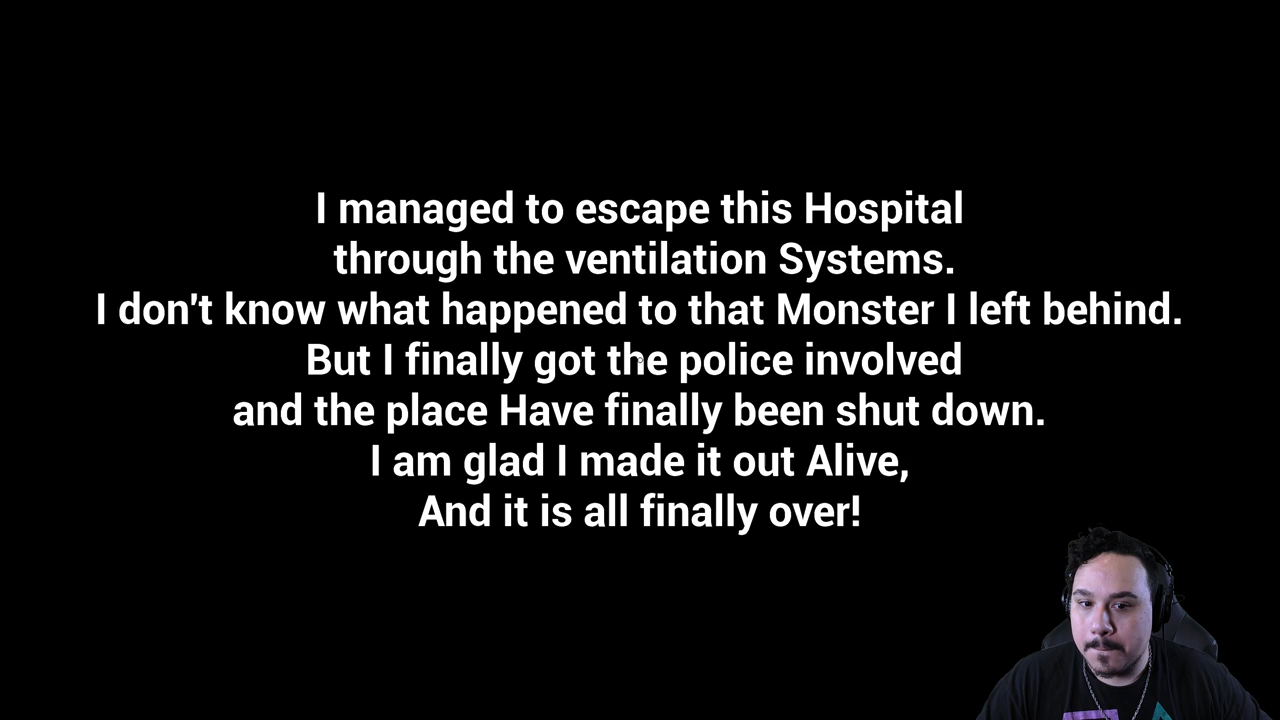 I managed to escape this Hospital
through the ventilation Systems.
I don't know what happened to that Monster I left behind.
But I finally got the police involved
and the place Have finally been shut down.
I am glad I made it out Alive,
And it is all finally over!